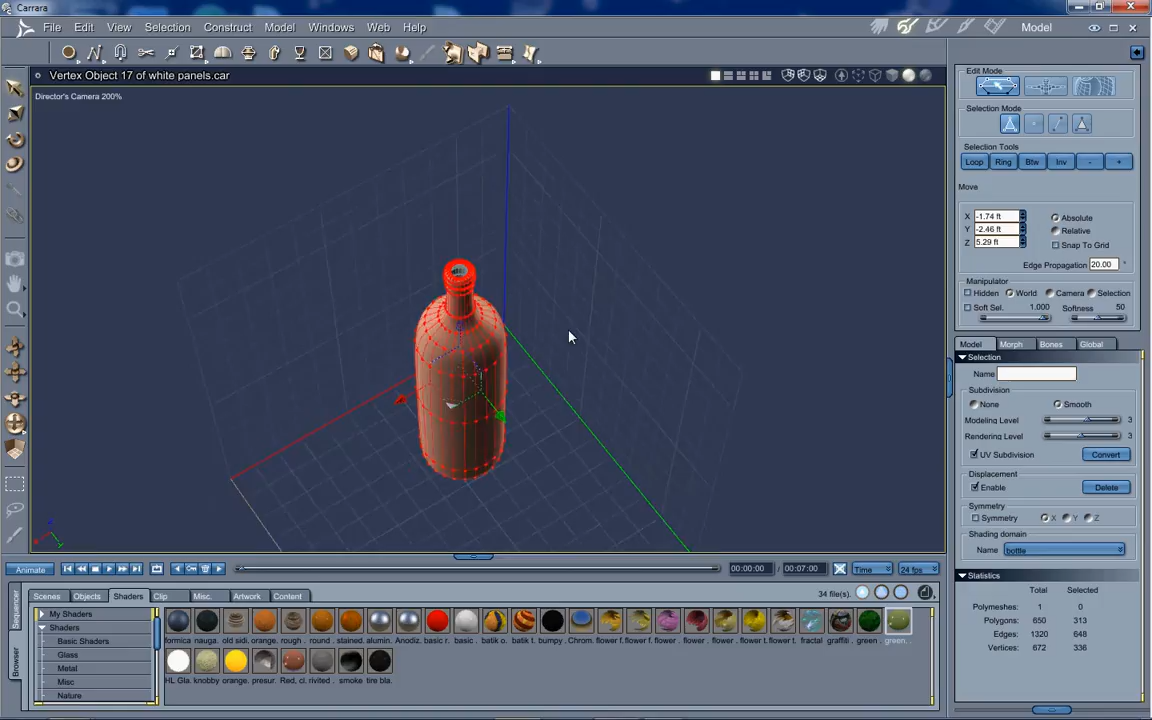 Carrara
File Edit View Selection Construct Model Windows Web Help Model
Vertex Object 17 of white panels.car
Director's Camera 200%
Edit Mode
Selection Mode
Selection Tools
Loop Ring Btw Inv - +
Move
X -1.74 ft Absolute
Y -2.46 ft Relative
Z 5.29 ft Snap To Grid
Edge Propagation 20.00 °
Manipulator
Hidden World Camera Selection
Soft Sel. 1.000 Softness 50
Model Morph Bones Global
Selection
Name
Subdivision
None Smooth
Modeling Level 3
Rendering Level 3
UV Subdivision Convert
Displacement
Enable Delete
Symmetry
Symmetry X Y Z
Shading domain
Name bottle
Statistics
Total Selected
Polymeshes: 1 0
Polygons: 650 313
Edges: 1320 648
Vertices: 672 336
Animate 00:00:00 / 00:07:00 Time 24 fps
Sequencer
Browser
Scenes Objects Shaders Clip Misc. Artwork Content 34 file(s).
My Shaders
Shaders
Basic Shaders
Glass
Metal
Misc
Nature
formica nauga. old sidi. orange. rough . round . stained. alumin. Anodiz. basic r. basic. batik o. batik t. bumpy . Chrom. flower f. flower f. flower . flower . flower t. flower. fractal graffiti green . green,.
HL Gla. knobby orange. presur. Red, cl. rivited . smoke tire bla.